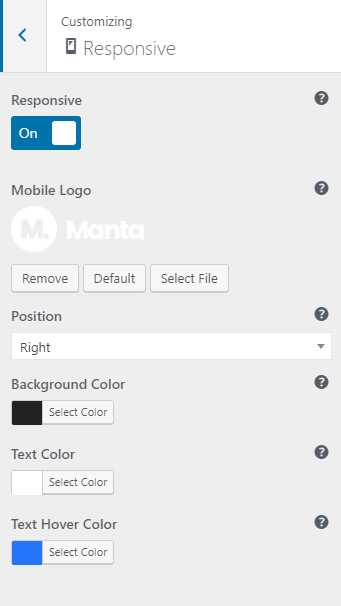 Customizing
Responsive
Responsive
On
Mobile Logo
M. Manta
Remove Default Select File
Position
Right
Background Color
Select Color
Text Color
Select Color
Text Hover Color
Select Color